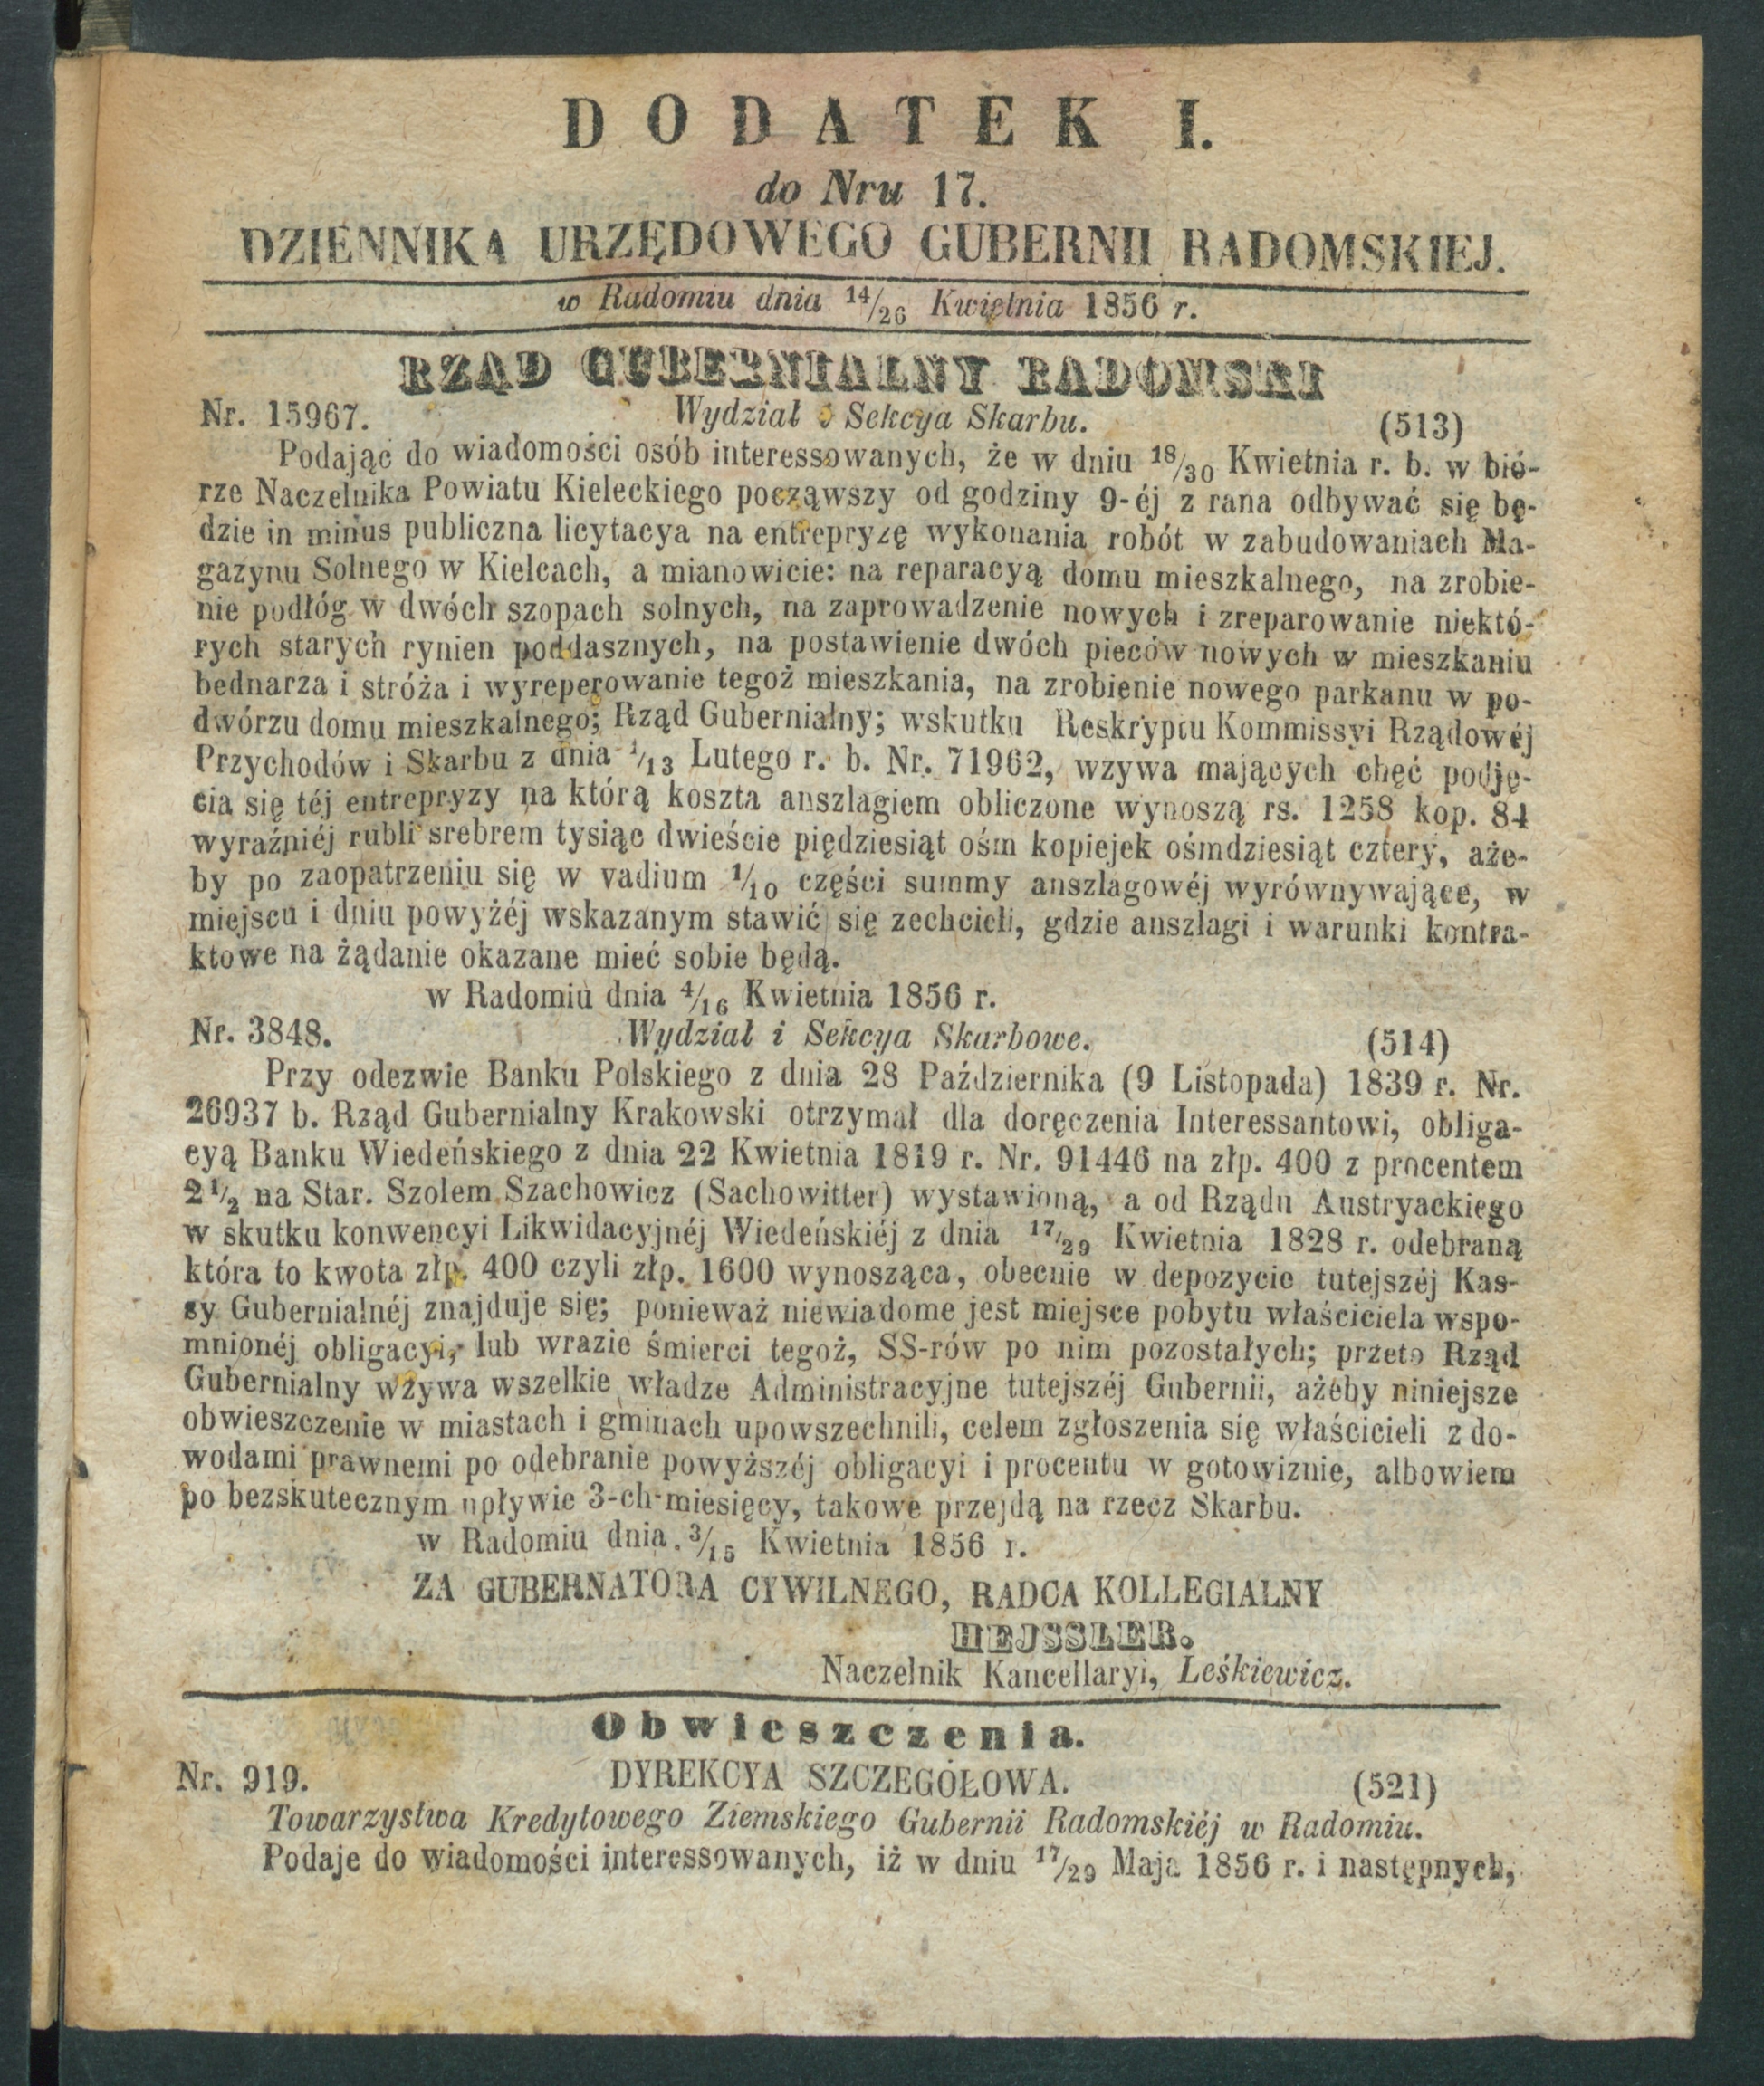 DODATEK I.
do Nru 17.
DZIENNIKA URZĘDOWEGO GUBERNII RADOMSKIEJ.
w Radomiu dnia 14/26 Kwietnia 1856 r.
RZĄD GUBERNIALNY RADOMSKI
Nr. 15967. Wydział i Sekcya Skarbu. (513)
Podając do wiadomości osób interessowanych, że w dniu 18/30 Kwietnia r. b. w bió-
rze Naczelnika Powiatu Kieleckiego począwszy od godziny 9-éj z rana odbywać się bę-
dzie in minus publiczna licytacya na entrepryzę wykonania robót w zabudowaniach Ma-
gazynu Solnego w Kielcach, a mianowicie: na reparacyą domu mieszkalnego, na zrobie-
nie podłóg w dwóch szopach solnych, na zaprowadzenie nowych i zreparowanie niektó-
rych starych rynien poddasznych, na postawienie dwóch pieców nowych w mieszkaniu
bednarza i stróża i wyreperowanie tegoż mieszkania, na zrobienie nowego parkanu w po-
dwórzu domu mieszkalnego; Rząd Gubernialny; wskutku Reskryptu Kommissyi Rządowéj
Przychodów i Skarbu z dnia 1/13 Lutego r. b. Nr. 71962, wzywa mających chęć podję-
cia się téj entrepryzy na którą koszta anszlagiem obliczone wynoszą rs. 1258 kop. 84
wyraźniéj rubli srebrem tysiąc dwieście piędziesiąt ośm kopiejek ośmdziesiąt cztery, aże-
by po zaopatrzeniu się w vadium 1/10 części summy anszlagowéj wyrównywające, w
miejscu i dniu powyżéj wskazanym stawić się zechcieli, gdzie anszlagi i warunki kontra-
ktowe na żądanie okazane mieć sobie będą.
w Radomiu dnia 4/16 Kwietnia 1856 r.
Nr. 3848. Wydział i Sekcya Skarbowe. (514)
Przy odezwie Banku Polskiego z dnia 28 Października (9 Listopada) 1839 r. Nr.
26937 b. Rząd Gubernialny Krakowski otrzymał dla doręczenia Interessantowi, obliga-
cyą Banku Wiedeńskiego z dnia 22 Kwietnia 1819 r. Nr. 91446 na złp. 400 z procentem
2 1/2 na Star. Szolem Szachowicz (Sachowitter) wystawioną, a od Rządu Austryackiego
w skutku konwencyi Likwidacyjnéj Wiedeńskiéj z dnia 17/29 Kwietnia 1828 r. odebraną
która to kwota złp. 400 czyli złp. 1600 wynosząca, obecnie w depozycie tutejszéj Kas-
sy Gubernialnéj znajduje się; ponieważ niewiadome jest miejsce pobytu właściciela wspo-
mnionéj obligacyi, lub wrazie śmierci tegoż, SS-rów po nim pozostałych; przeto Rząd
Gubernialny wzywa wszelkie władze Administracyjne tutejszéj Gubernii, ażeby niniejsze
obwieszczenie w miastach i gminach upowszechnili, celem zgłoszenia się właścicieli z do-
wodami prawnemi po odebranie powyższéj obligacyi i procentu w gotowiznie, albowiem
po bezskutecznym upływie 3-ch miesięcy, takowe przejdą na rzecz Skarbu.
w Radomiu dnia 3/15 Kwietnia 1856 r.
ZA GUBERNATORA CYWILNEGO, RADCA KOLLEGIALNY
HEJSSLER.
Naczelnik Kancellaryi, Leśkiewicz.
Obwieszczenia.
Nr. 919. DYREKCYA SZCZEGÓŁOWA. (521)
Towarzystwa Kredytowego Ziemskiego Gubernii Radomskiéj w Radomiu.
Podaje do wiadomości interessowanych, iż w dniu 17/29 Maja 1856 r. i następnych,